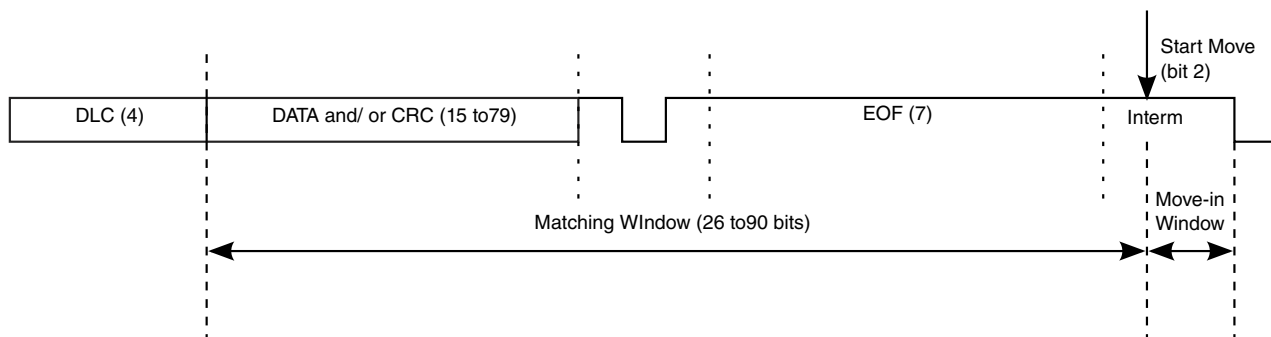 Start Move
(bit 2)
DLC (4)
DATA and/ or CRC (15 to79)
EOF (7)
Interm
Matching WIndow (26 to90 bits)
Move-in
Window